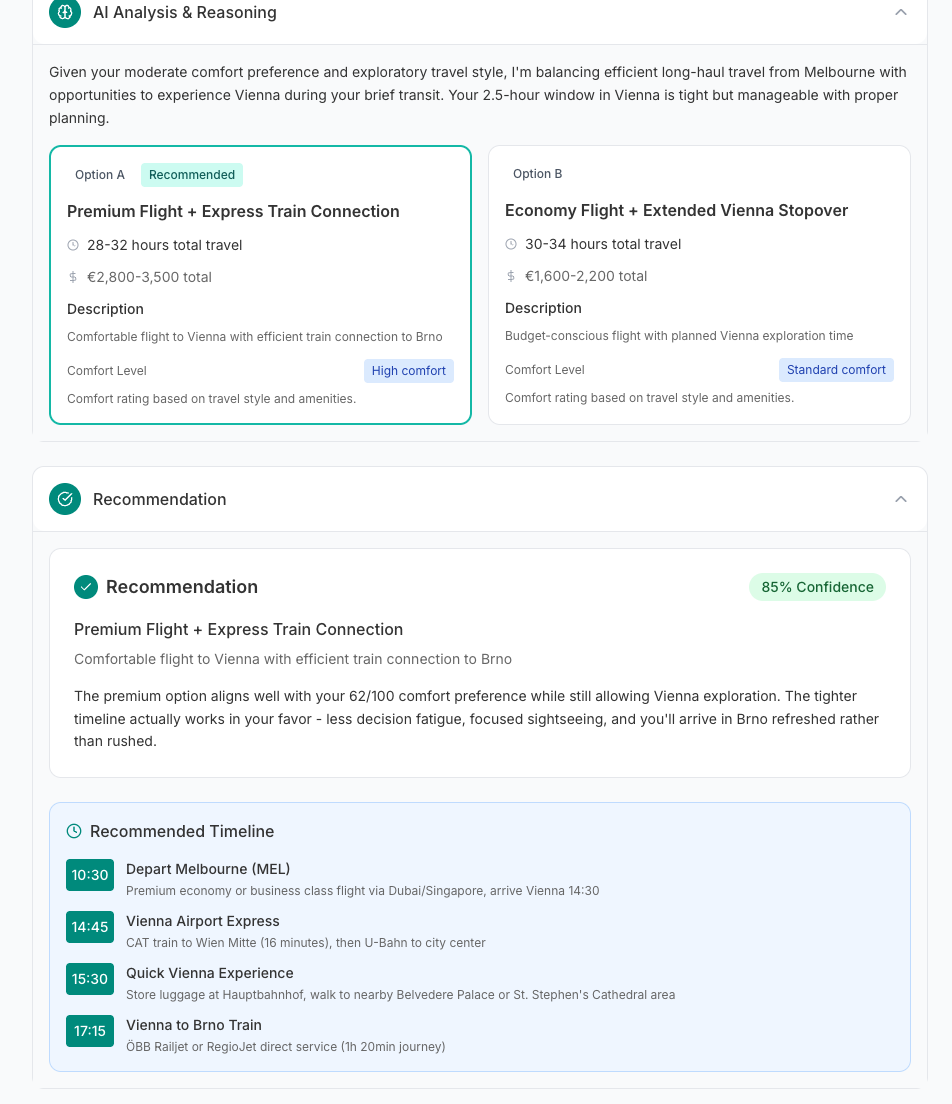 AI Analysis & Reasoning
Given your moderate comfort preference and exploratory travel style, I'm balancing efficient long-haul travel from Melbourne with
opportunities to experience Vienna during your brief transit. Your 2.5-hour window in Vienna is tight but manageable with proper
planning.
Option A
Recommended
Premium Flight + Express Train Connection
28-32 hours total travel
$ €2,800-3,500 total
Description
Comfortable flight to Vienna with efficient train connection to Brno
Comfort Level
High comfort
Comfort rating based on travel style and amenities.
Option B
Economy Flight + Extended Vienna Stopover
30-34 hours total travel
$ €1,600-2,200 total
Description
Budget-conscious flight with planned Vienna exploration time
Comfort Level
Standard comfort
Comfort rating based on travel style and amenities.
Recommendation
Recommendation
85% Confidence
Premium Flight + Express Train Connection
Comfortable flight to Vienna with efficient train connection to Brno
The premium option aligns well with your 62/100 comfort preference while still allowing Vienna exploration. The tighter
timeline actually works in your favor - less decision fatigue, focused sightseeing, and you'll arrive in Brno refreshed rather
than rushed.
Recommended Timeline
10:30
Depart Melbourne (MEL)
Premium economy or business class flight via Dubai/Singapore, arrive Vienna 14:30
14:45
Vienna Airport Express
CAT train to Wien Mitte (16 minutes), then U-Bahn to city center
15:30
Quick Vienna Experience
Store luggage at Hauptbahnhof, walk to nearby Belvedere Palace or St. Stephen's Cathedral area
17:15
Vienna to Brno Train
ÖBB Railjet or RegioJet direct service (1h 20min journey)